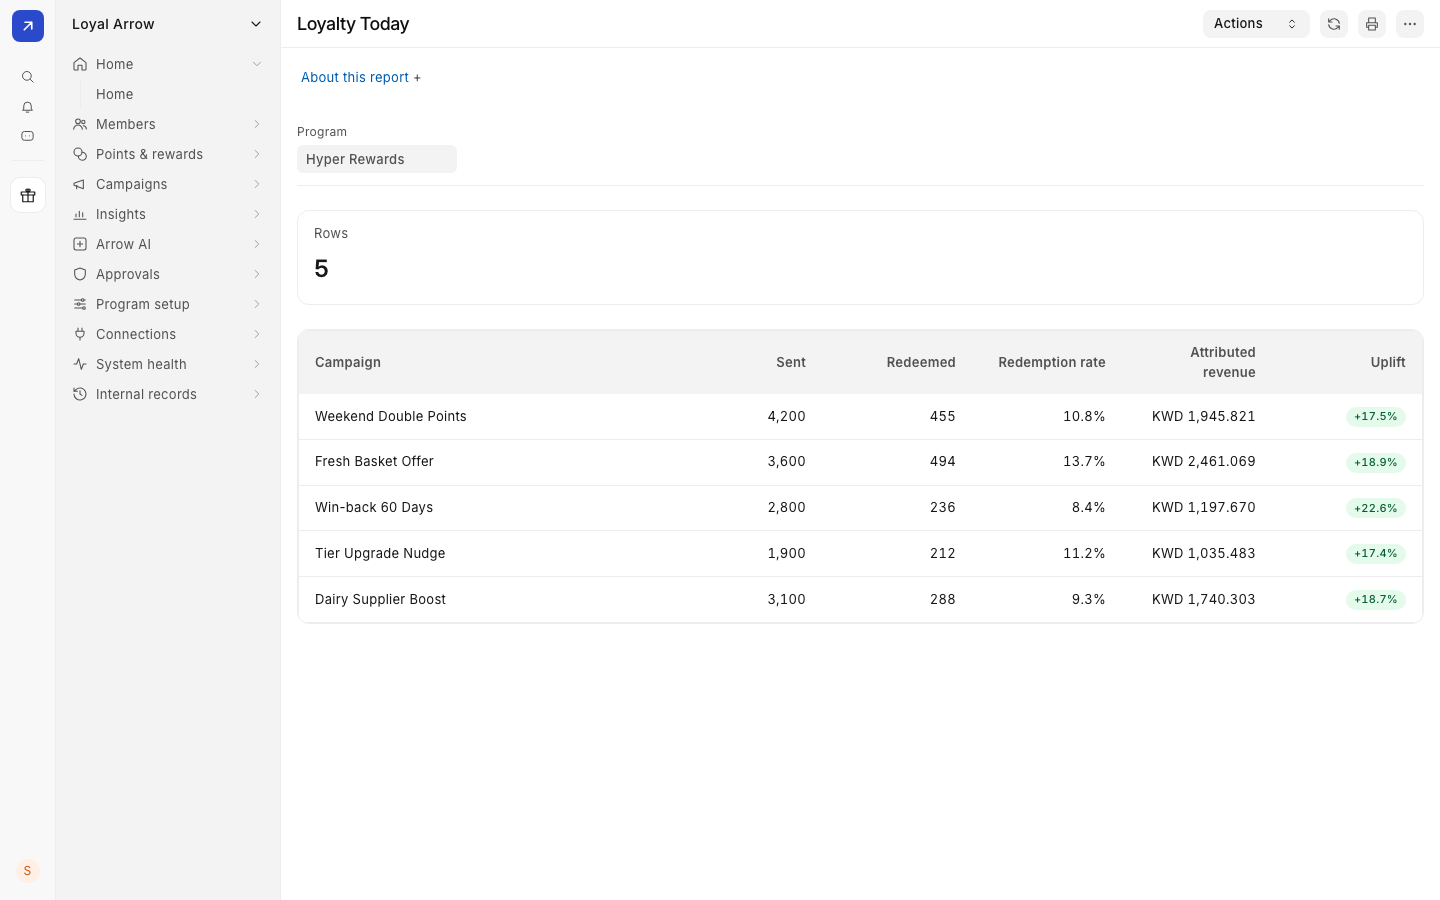 Loyal Arrow
Home
Home
Members
Points & rewards
Campaigns
Insights
Arrow AI
Approvals
Program setup
Connections
System health
Internal records
S
Loyalty Today
Actions
About this report +
Program
Hyper Rewards
Rows
5
Campaign Sent Redeemed Redemption rate Attributed revenue Uplift
Weekend Double Points 4,200 455 10.8% KWD 1,945.821 +17.5%
Fresh Basket Offer 3,600 494 13.7% KWD 2,461.069 +18.9%
Win-back 60 Days 2,800 236 8.4% KWD 1,197.670 +22.6%
Tier Upgrade Nudge 1,900 212 11.2% KWD 1,035.483 +17.4%
Dairy Supplier Boost 3,100 288 9.3% KWD 1,740.303 +18.7%